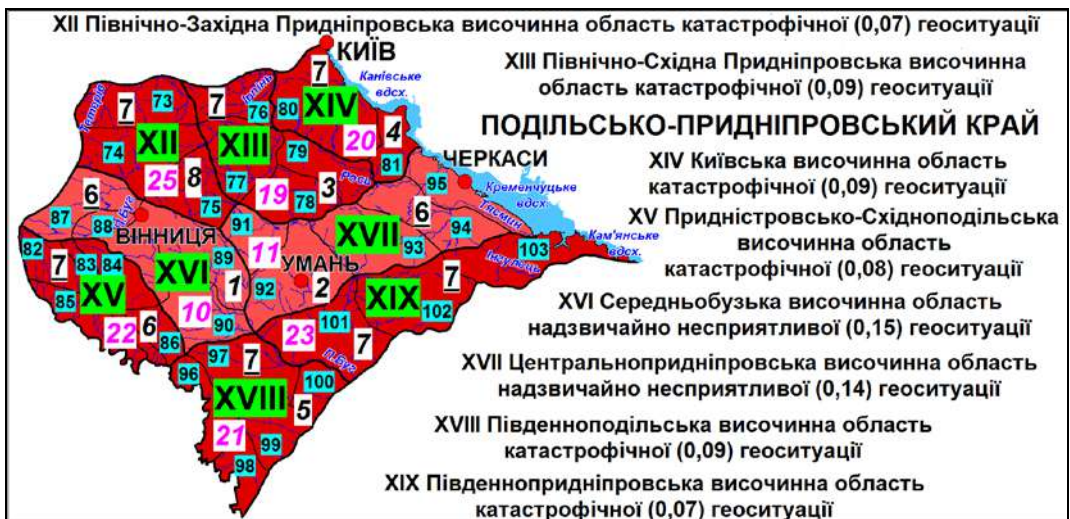 XII Північно-Західна Придніпровська височинна область катастрофічної (0,07) геоситуації
КИЇВ
XIII Північно-Східна Придніпровська височинна
область катастрофічної (0,09) геоситуації
ПОДІЛЬСЬКО-ПРИДНІПРОВСЬКИЙ КРАЙ
XIV Київська височинна область
катастрофічної (0,09) геоситуації
XV Придністровсько-Східноподільська
височинна область
катастрофічної (0,08) геоситуації
XVI Середньобузька височинна область
надзвичайно несприятливої (0,15) геоситуації
XVII Центральнопридніпровська височинна область
надзвичайно несприятливої (0,14) геоситуації
XVIII Південноподільська височинна область
катастрофічної (0,09) геоситуації
XIX Південнопридніпровська височинна область
катастрофічної (0,07) геоситуації
Канівське
вдсх.
Тетерів
7
73
7
Ірпінь
76
80
7
XIV
74
XII
XIII
79
20
4
81
ЧЕРКАСИ
25
8
75
77
19
78
3
Рось
95
Кременчуцьке
вдсх.
Тясмин
6
87
88
П.Буг
ВІННИЦЯ
91
11
XVII
6
93
94
103
Кам'янське
вдсх.
82
7
83
84
XV
85
XVI
89
УМАНЬ
1
92
2
XIX
Інгулець
7
102
22
6
86
10
90
23
101
7
97
7
96
XVIII
П.Буг
100
5
21
99
98